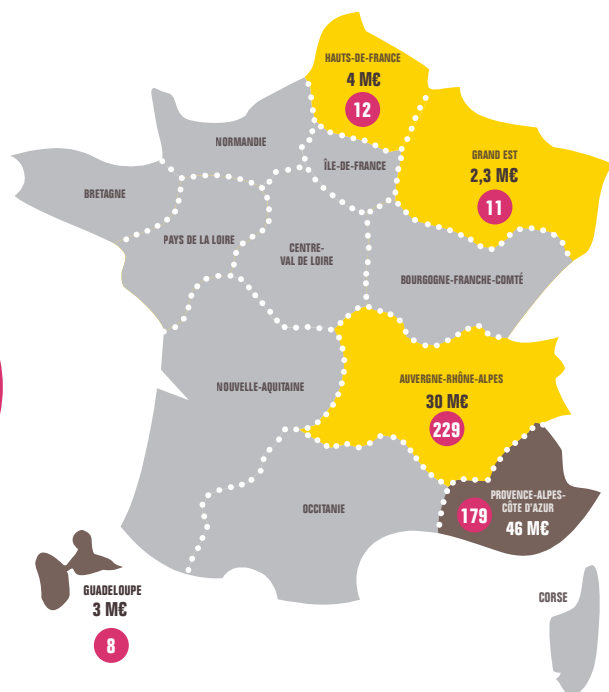 HAUTS-DE-FRANCE
4 M€
12
NORMANDIE
ÎLE-DE-FRANCE
GRAND EST
2,3 M€
11
BRETAGNE
PAYS DE LA LOIRE
CENTRE-
VAL DE LOIRE
BOURGOGNE-FRANCHE-COMTÉ
NOUVELLE-AQUITAINE
AUVERGNE-RHÔNE-ALPES
30 M€
229
OCCITANIE
PROVENCE-ALPES-
CÔTE D'AZUR
179
46 M€
GUADELOUPE
3 M€
8
CORSE